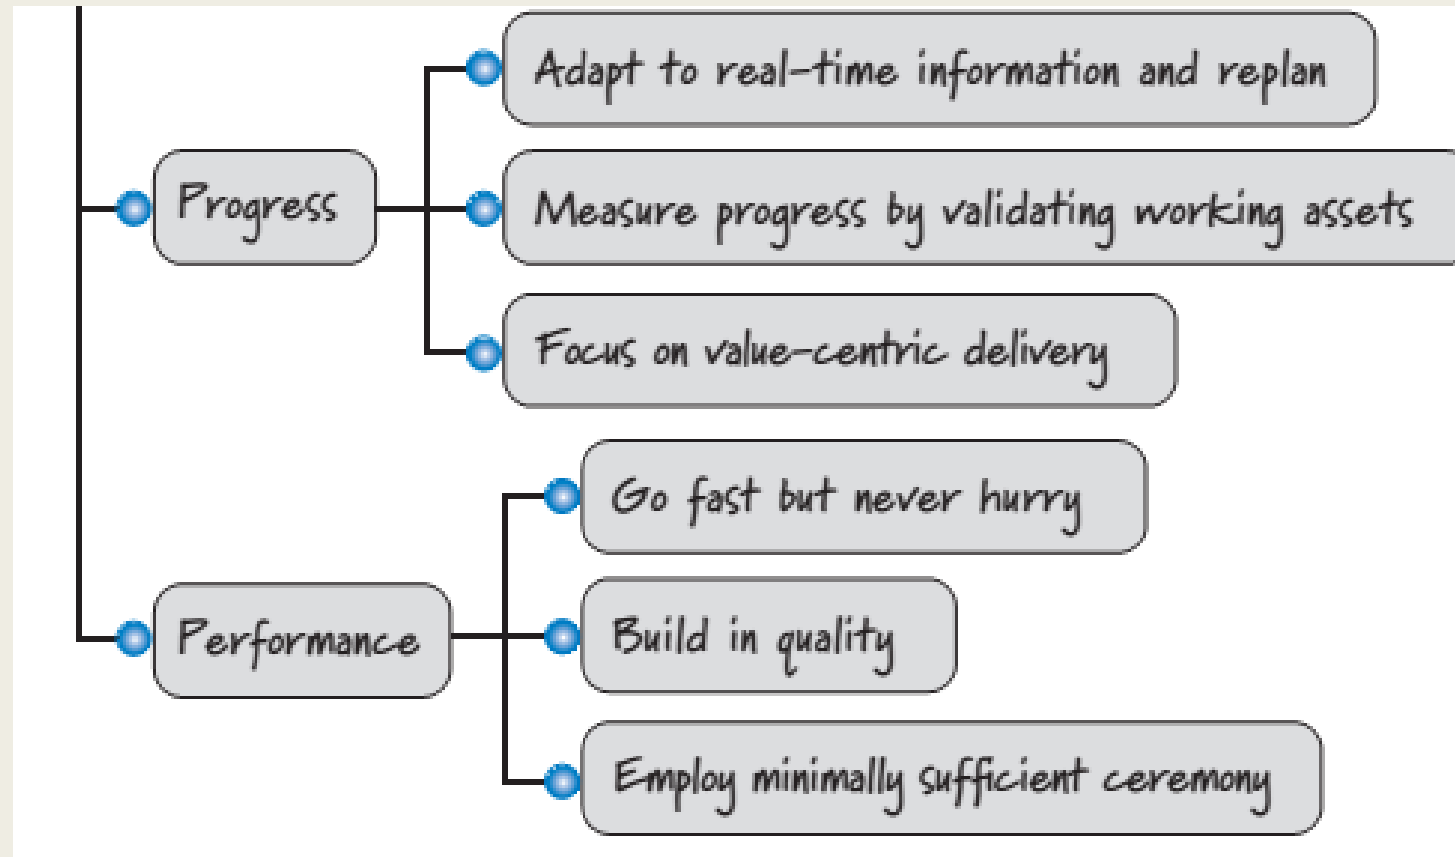 Adapt to real-time information and replan
Progress
Measure progress by validating working assets
Focus on value-centric delivery
Go fast but never hurry
Performance
Build in quality
Employ minimally sufficient ceremony